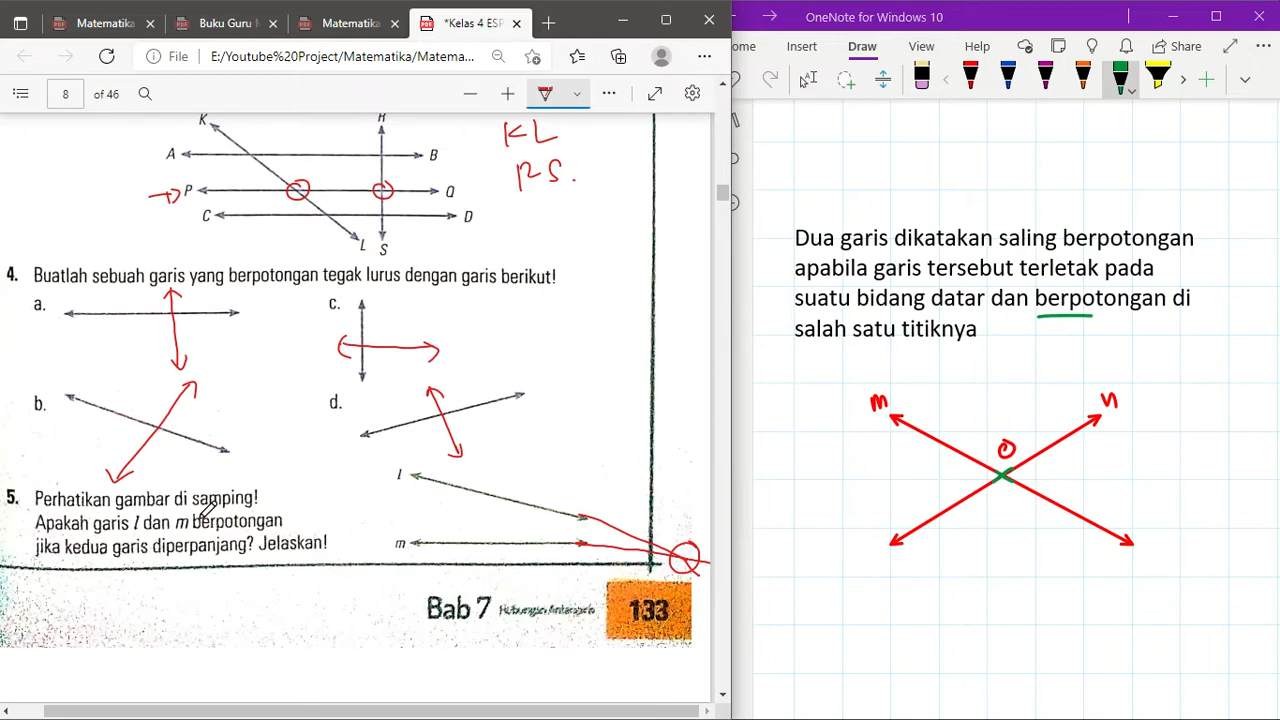 Matematika
Buku Guru
Matematika
*Kelas 4 ESP
OneNote for Windows 10
File
E:/Youtube%20Project/Matematika/Matema...
ome Insert Draw View Help Share
8 of 46
K R
KL
A B
RS.
P Q
C D
L S
4. Buatlah sebuah garis yang berpotongan tegak lurus dengan garis berikut!
a. c.
b. d.
l
5. Perhatikan gambar di samping!
Apakah garis l dan m berpotongan
jika kedua garis diperpanjang? Jelaskan!
m
Bab 7 Hubungan Antargaris 133
Dua garis dikatakan saling berpotongan
apabila garis tersebut terletak pada
suatu bidang datar dan berpotongan di
salah satu titiknya
m n
O